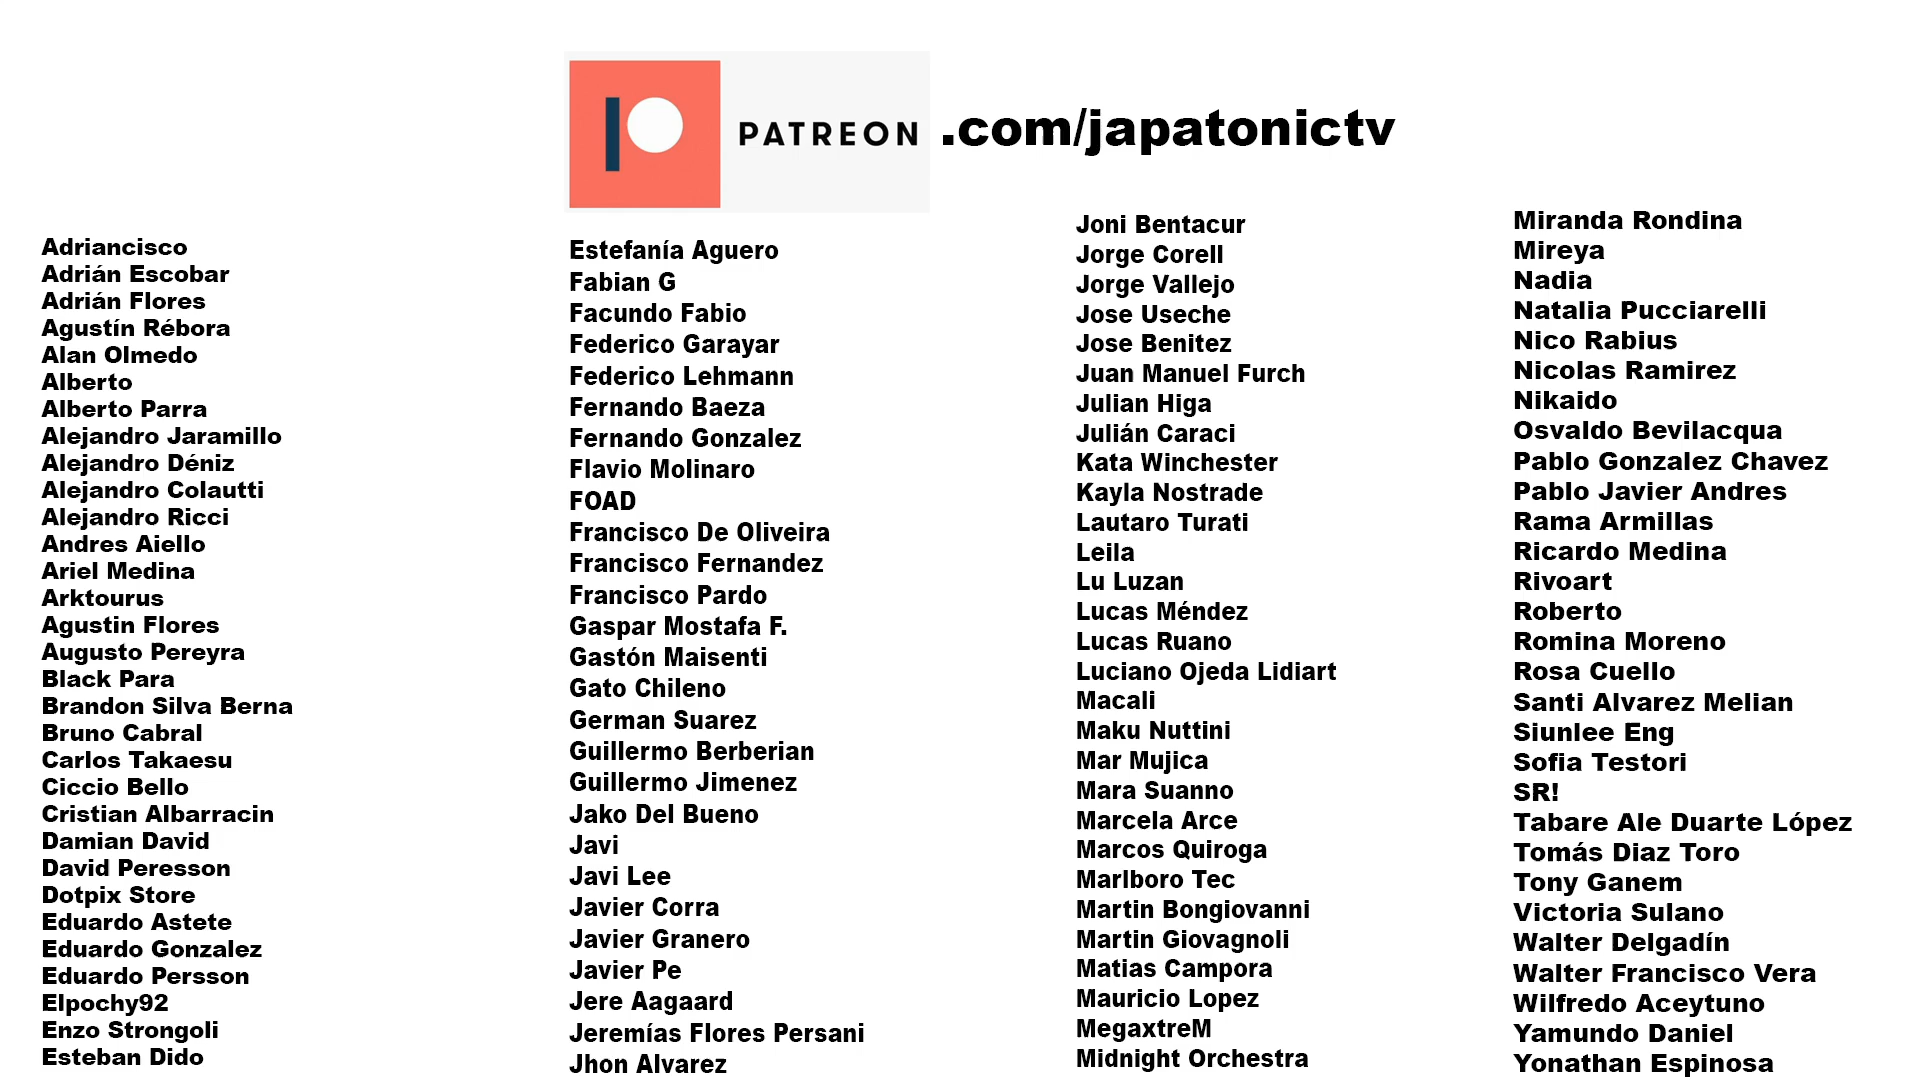 PATREON .com/japatonictv
Adriancisco
Adrián Escobar
Adrián Flores
Agustín Rébora
Alan Olmedo
Alberto
Alberto Parra
Alejandro Jaramillo
Alejandro Déniz
Alejandro Colautti
Alejandro Ricci
Andres Aiello
Ariel Medina
Arktourus
Agustin Flores
Augusto Pereyra
Black Para
Brandon Silva Berna
Bruno Cabral
Carlos Takaesu
Ciccio Bello
Cristian Albarracin
Damian David
David Peresson
Dotpix Store
Eduardo Astete
Eduardo Gonzalez
Eduardo Persson
Elpochy92
Enzo Strongoli
Esteban Dido
Estefanía Aguero
Fabian G
Facundo Fabio
Federico Garayar
Federico Lehmann
Fernando Baeza
Fernando Gonzalez
Flavio Molinaro
FOAD
Francisco De Oliveira
Francisco Fernandez
Francisco Pardo
Gaspar Mostafa F.
Gastón Maisenti
Gato Chileno
German Suarez
Guillermo Berberian
Guillermo Jimenez
Jako Del Bueno
Javi
Javi Lee
Javier Corra
Javier Granero
Javier Pe
Jere Aagaard
Jeremías Flores Persani
Jhon Alvarez
Joni Bentacur
Jorge Corell
Jorge Vallejo
Jose Useche
Jose Benitez
Juan Manuel Furch
Julian Higa
Julián Caraci
Kata Winchester
Kayla Nostrade
Lautaro Turati
Leila
Lu Luzan
Lucas Méndez
Lucas Ruano
Luciano Ojeda Lidiart
Macali
Maku Nuttini
Mar Mujica
Mara Suanno
Marcela Arce
Marcos Quiroga
Marlboro Tec
Martin Bongiovanni
Martin Giovagnoli
Matias Campora
Mauricio Lopez
MegaxtreM
Midnight Orchestra
Miranda Rondina
Mireya
Nadia
Natalia Pucciarelli
Nico Rabius
Nicolas Ramirez
Nikaido
Osvaldo Bevilacqua
Pablo Gonzalez Chavez
Pablo Javier Andres
Rama Armillas
Ricardo Medina
Rivoart
Roberto
Romina Moreno
Rosa Cuello
Santi Alvarez Melian
Siunlee Eng
Sofia Testori
SR!
Tabare Ale Duarte López
Tomás Diaz Toro
Tony Ganem
Victoria Sulano
Walter Delgadín
Walter Francisco Vera
Wilfredo Aceytuno
Yamundo Daniel
Yonathan Espinosa